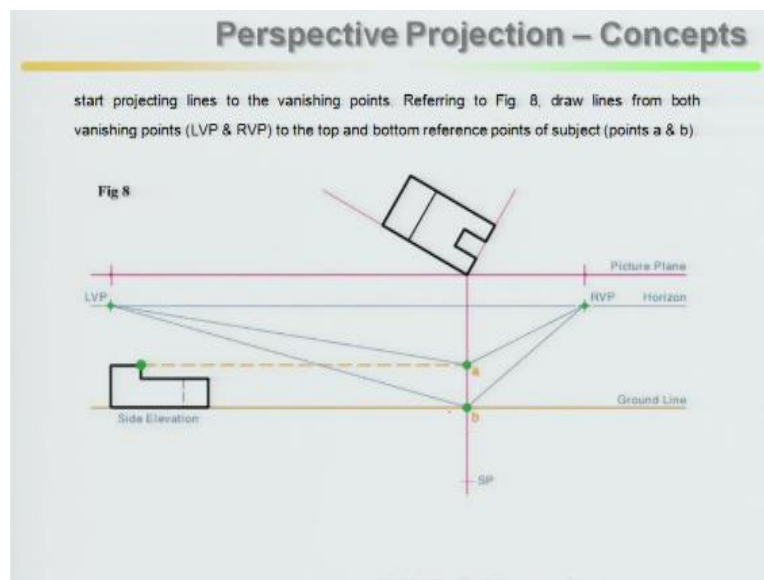 Perspective Projection – Concepts
start projecting lines to the vanishing points. Referring to Fig. 8, draw lines from both
vanishing points (LVP & RVP) to the top and bottom reference points of subject (points a & b).
Fig 8
Picture Plane
LVP
RVP
Horizon
a
Ground Line
b
Side Elevation
SP